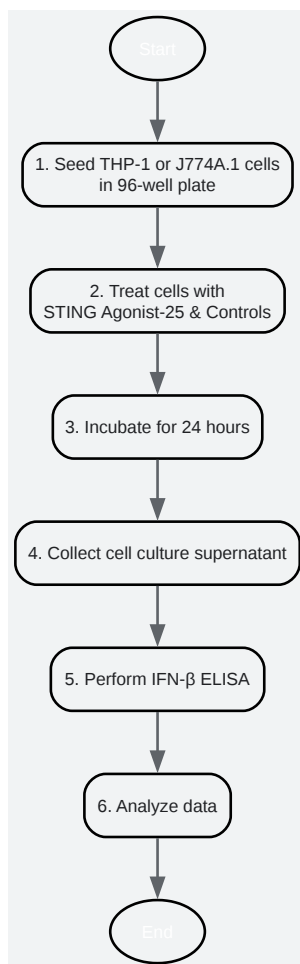 Start
1. Seed THP-1 or J774A.1 cells
in 96-well plate
2. Treat cells with
STING Agonist-25 & Controls
3. Incubate for 24 hours
4. Collect cell culture supernatant
5. Perform IFN-β ELISA
6. Analyze data
End